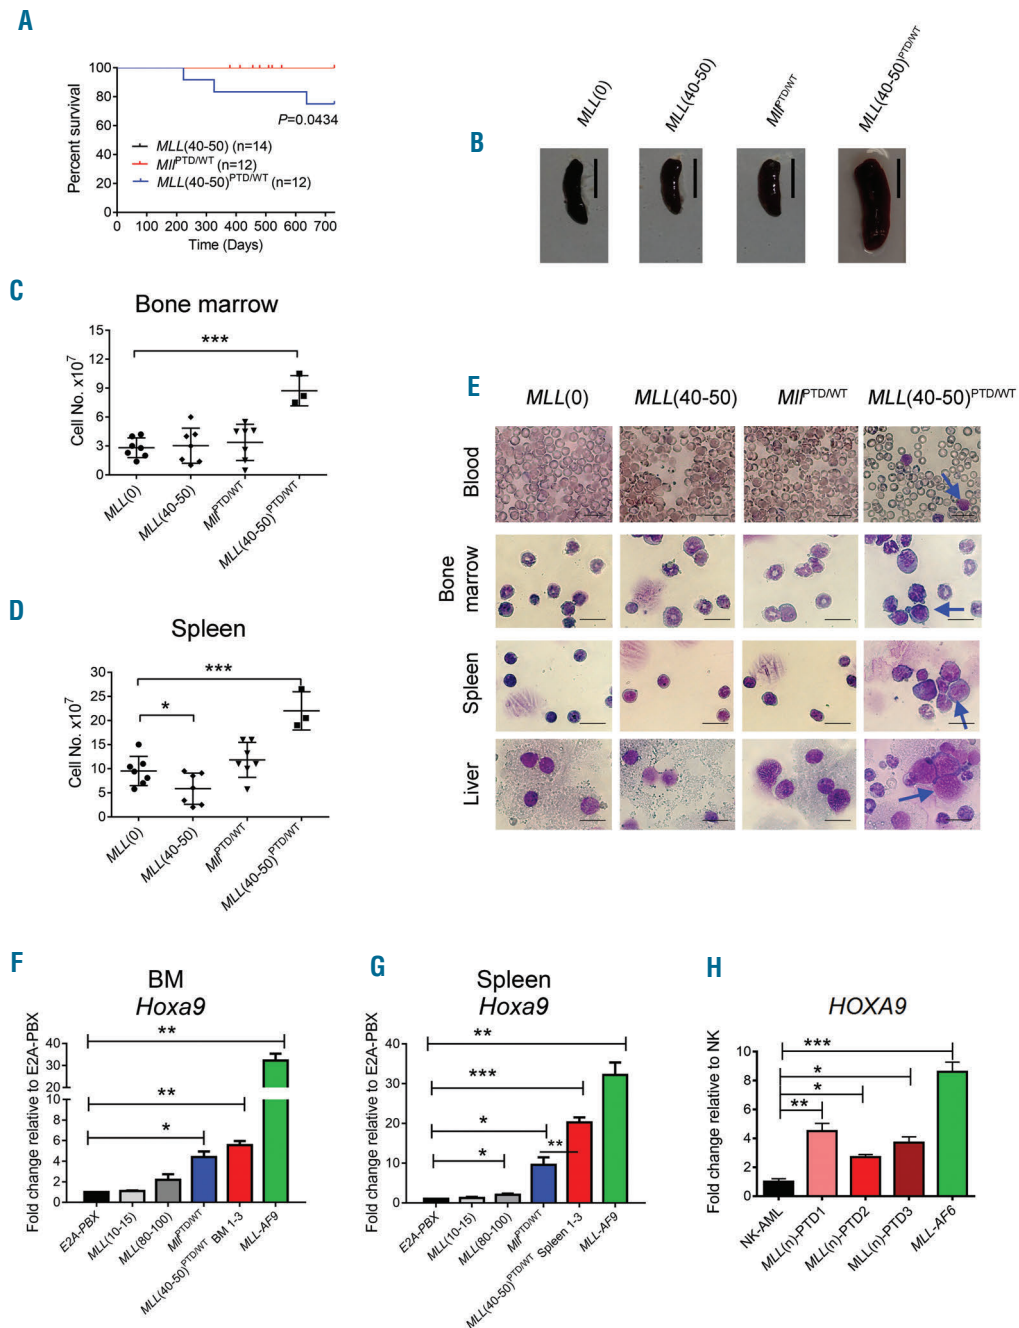 A
100
80
60
40
20
0
Percent survival
P=0.0434
MLL(40-50) (n=14)
Mll^PTD/WT (n=12)
MLL(40-50)^PTD/WT (n=12)
0 100 200 300 400 500 600 700
Time (Days)
B
MLL(0)
MLL(40-50)
Mll^PTD/WT
MLL(40-50)^PTD/WT
C
Bone marrow
***
15
12
9
6
3
0
Cell No. x10^7
MLL(0)
MLL(40-50)
Mll^PTD/WT
MLL(40-50)^PTD/WT
D
Spleen
***
*
30
25
20
15
10
5
0
Cell No. x10^7
MLL(0)
MLL(40-50)
Mll^PTD/WT
MLL(40-50)^PTD/WT
E
MLL(0) MLL(40-50) Mll^PTD/WT MLL(40-50)^PTD/WT
Blood
Bone marrow
Spleen
Liver
F
BM
Hoxa9
**
**
*
40
30
20
8
6
4
2
0
Fold change relative to E2A-PBX
E2A-PBX
MLL(10-15)
MLL(80-100)
Mll^PTD/WT
MLL(40-50)^PTD/WT BM 1-3
MLL-AF9
G
Spleen
Hoxa9
**
***
*
*
**
40
30
20
10
0
Fold change relative to E2A-PBX
E2A-PBX
MLL(10-15)
MLL(80-100)
Mll^PTD/WT
MLL(40-50)^PTD/WT Spleen 1-3
MLL-AF9
H
HOXA9
***
*
*
**
10
8
6
4
2
0
Fold change relative to NK
NK-AML
MLL(n)-PTD1
MLL(n)-PTD2
MLL(n)-PTD3
MLL-AF6